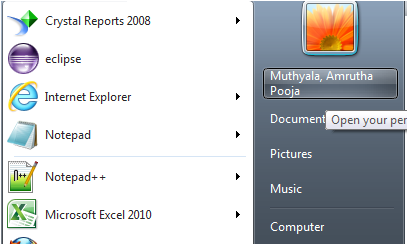 Crystal Reports 2008
eclipse
Internet Explorer
Notepad
Notepad++
Microsoft Excel 2010
Muthyala, Amrutha
Pooja
Document
Open your per
Pictures
Music
Computer